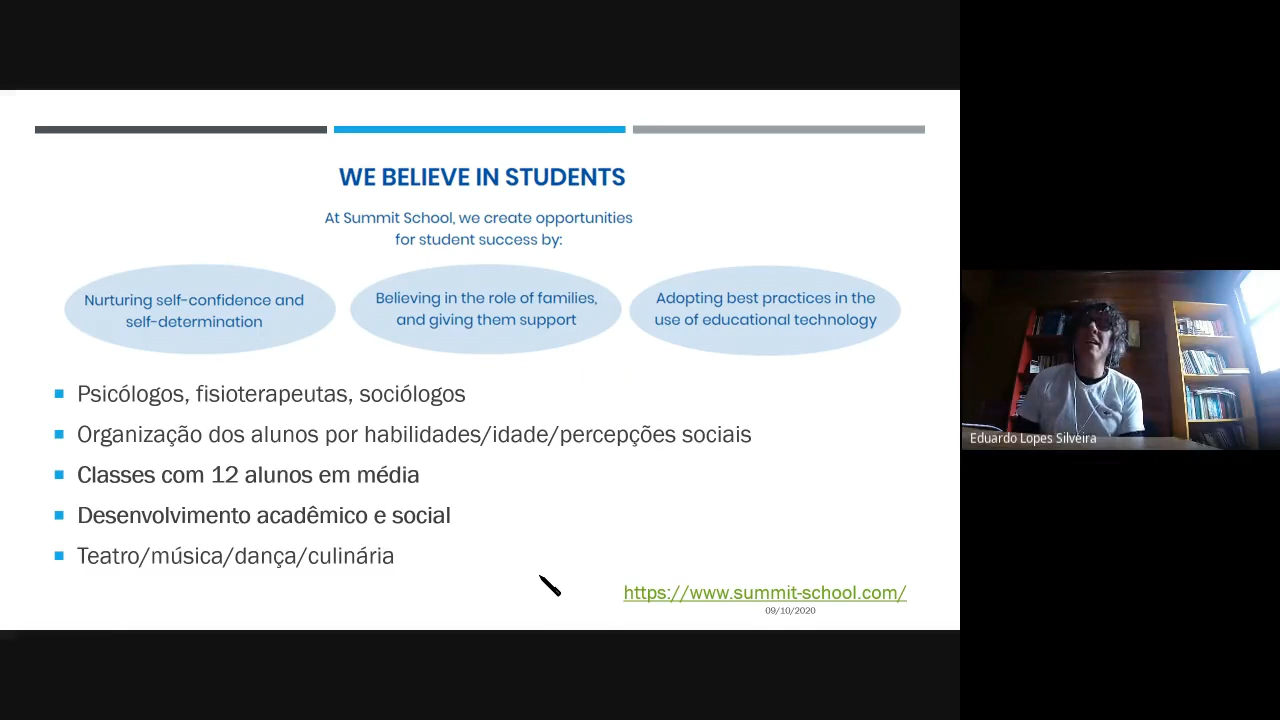 WE BELIEVE IN STUDENTS
At Summit School, we create opportunities
for student success by:
Nurturing self-confidence and
self-determination
Believing in the role of families,
and giving them support
Adopting best practices in the
use of educational technology
Psicólogos, fisioterapeutas, sociólogos
Organização dos alunos por habilidades/idade/percepções sociais
Classes com 12 alunos em média
Desenvolvimento acadêmico e social
Teatro/música/dança/culinária
https://www.summit-school.com/
09/10/2020
Eduardo Lopes Silveira